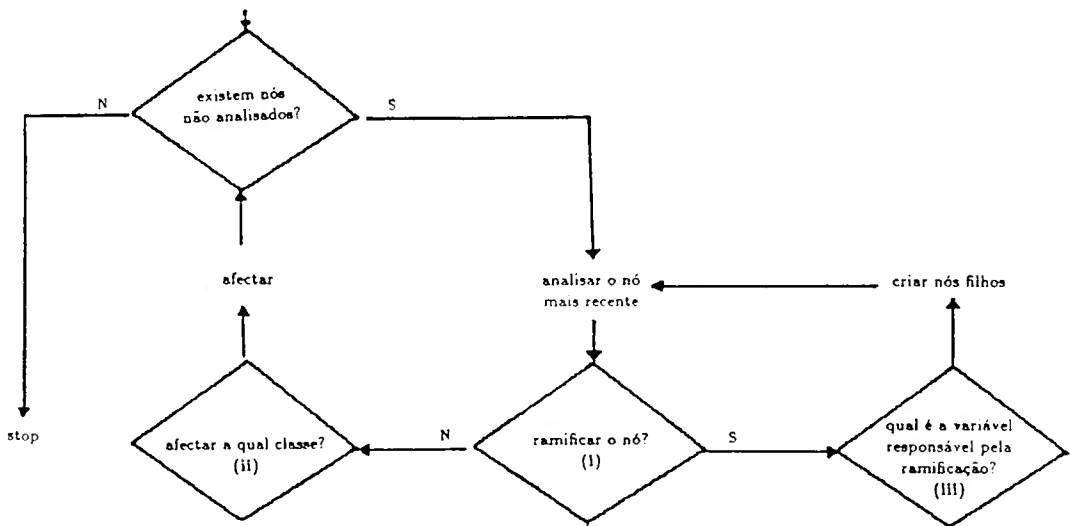 existem nós
não analisados?
N
S
afectar
analisar o nó
mais recente
criar nós filhos
stop
afectar a qual classe?
(ii)
N
ramificar o nó?
(i)
S
qual é a variável
responsável pela
ramificação?
(iii)